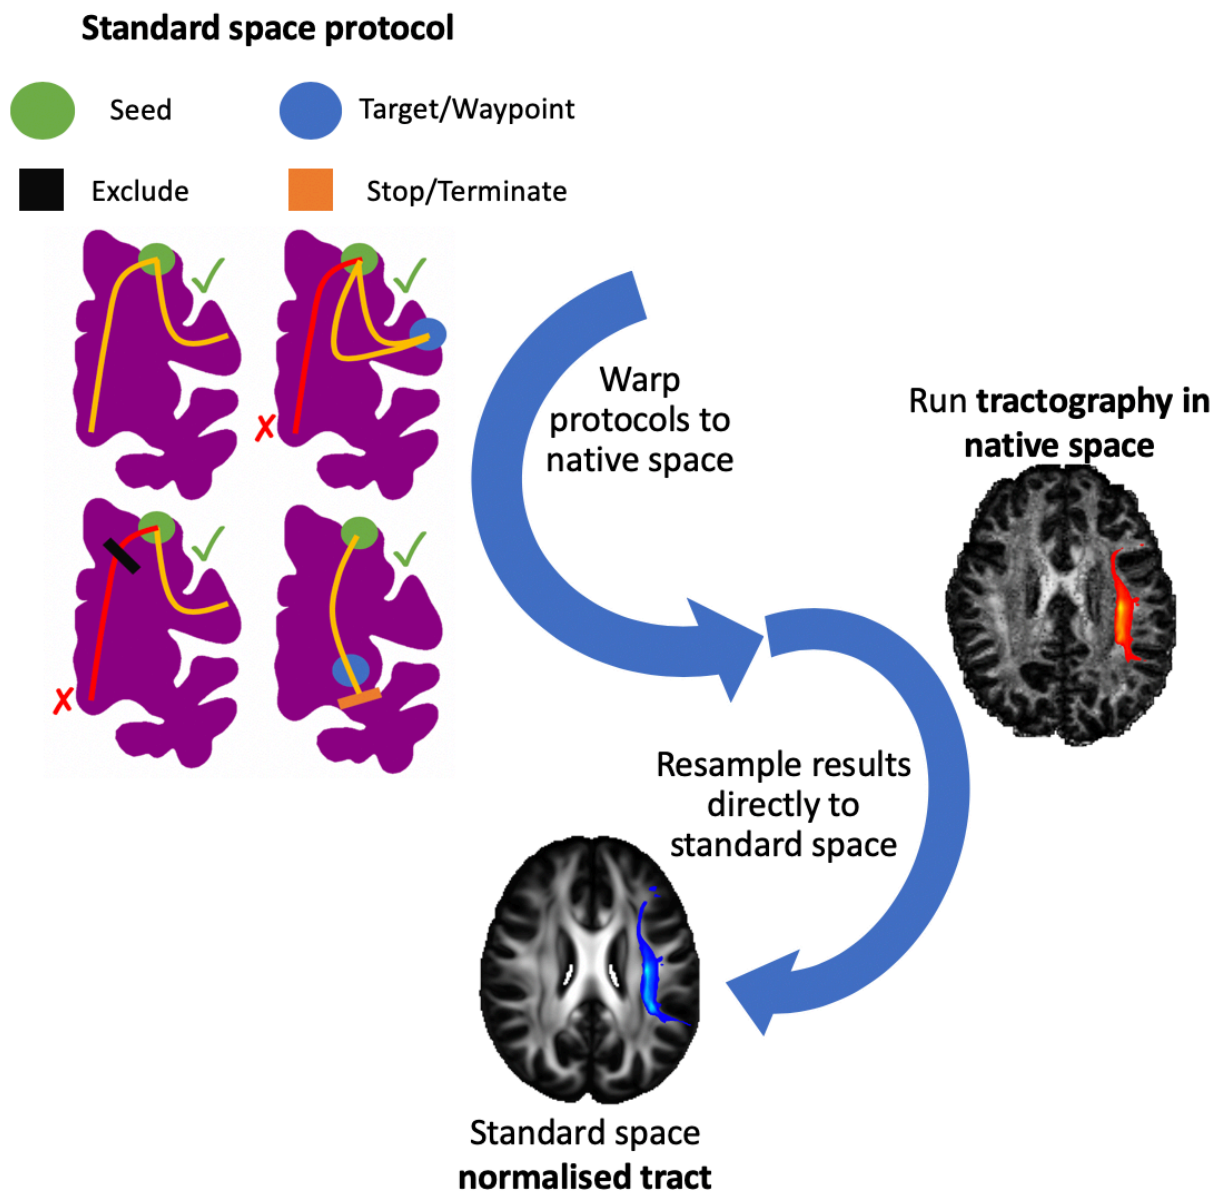 Standard space protocol
Seed
Target/Waypoint
Exclude
Stop/Terminate
Warp
protocols to
native space
Run tractography in
native space
Resample results
directly to
standard space
Standard space
normalised tract